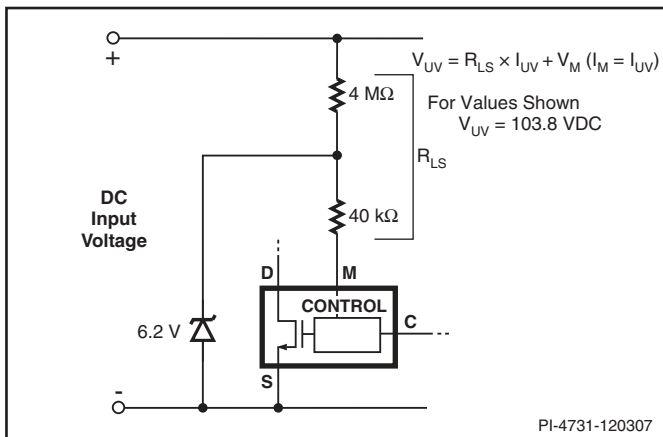 +
V_UV = R_LS × I_UV + V_M (I_M = I_UV)
4 MΩ
For Values Shown
V_UV = 103.8 VDC
R_LS
DC
Input
Voltage
40 kΩ
D
M
CONTROL
C
6.2 V
S
-
PI-4731-120307